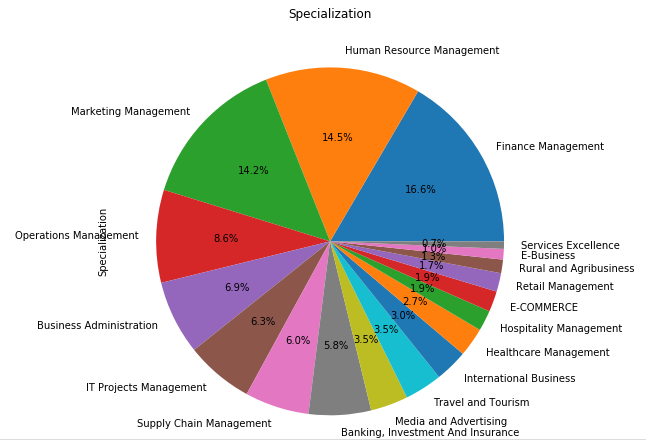 Specialization
Human Resource Management
Marketing Management
Finance Management
14.5%
14.2%
16.6%
Operations Management
8.6%
Specialization
0.7%
Services Excellence
1.0%
E-Business
1.3%
Rural and Agribusiness
1.7%
Retail Management
1.9%
E-COMMERCE
1.9%
Hospitality Management
2.7%
Healthcare Management
3.0%
International Business
3.5%
Travel and Tourism
3.5%
Media and Advertising
5.8%
Banking, Investment And Insurance
6.0%
Supply Chain Management
6.3%
IT Projects Management
6.9%
Business Administration